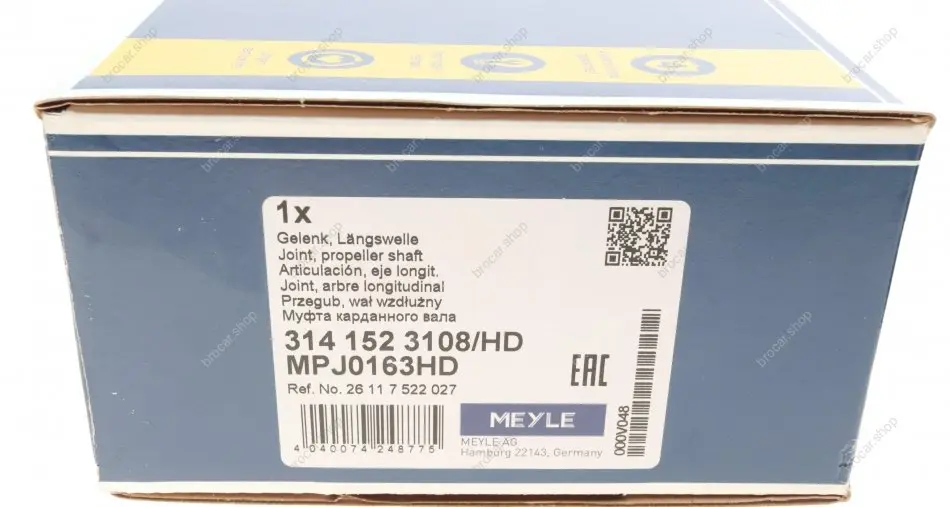 1x
Gelenk, Längswelle
Joint, propeller shaft
Articulación, eje longit.
Joint, arbre longitudinal
Przegub, wał wzdłużny
Муфта карданного вала
314 152 3108/HD
MPJ0163HD
Ref. No. 26 11 7 522 027
EAC
4 040074 248775
MEYLE
MEYLE AG
Hamburg 22143, Germany
000V048
brocar.shop